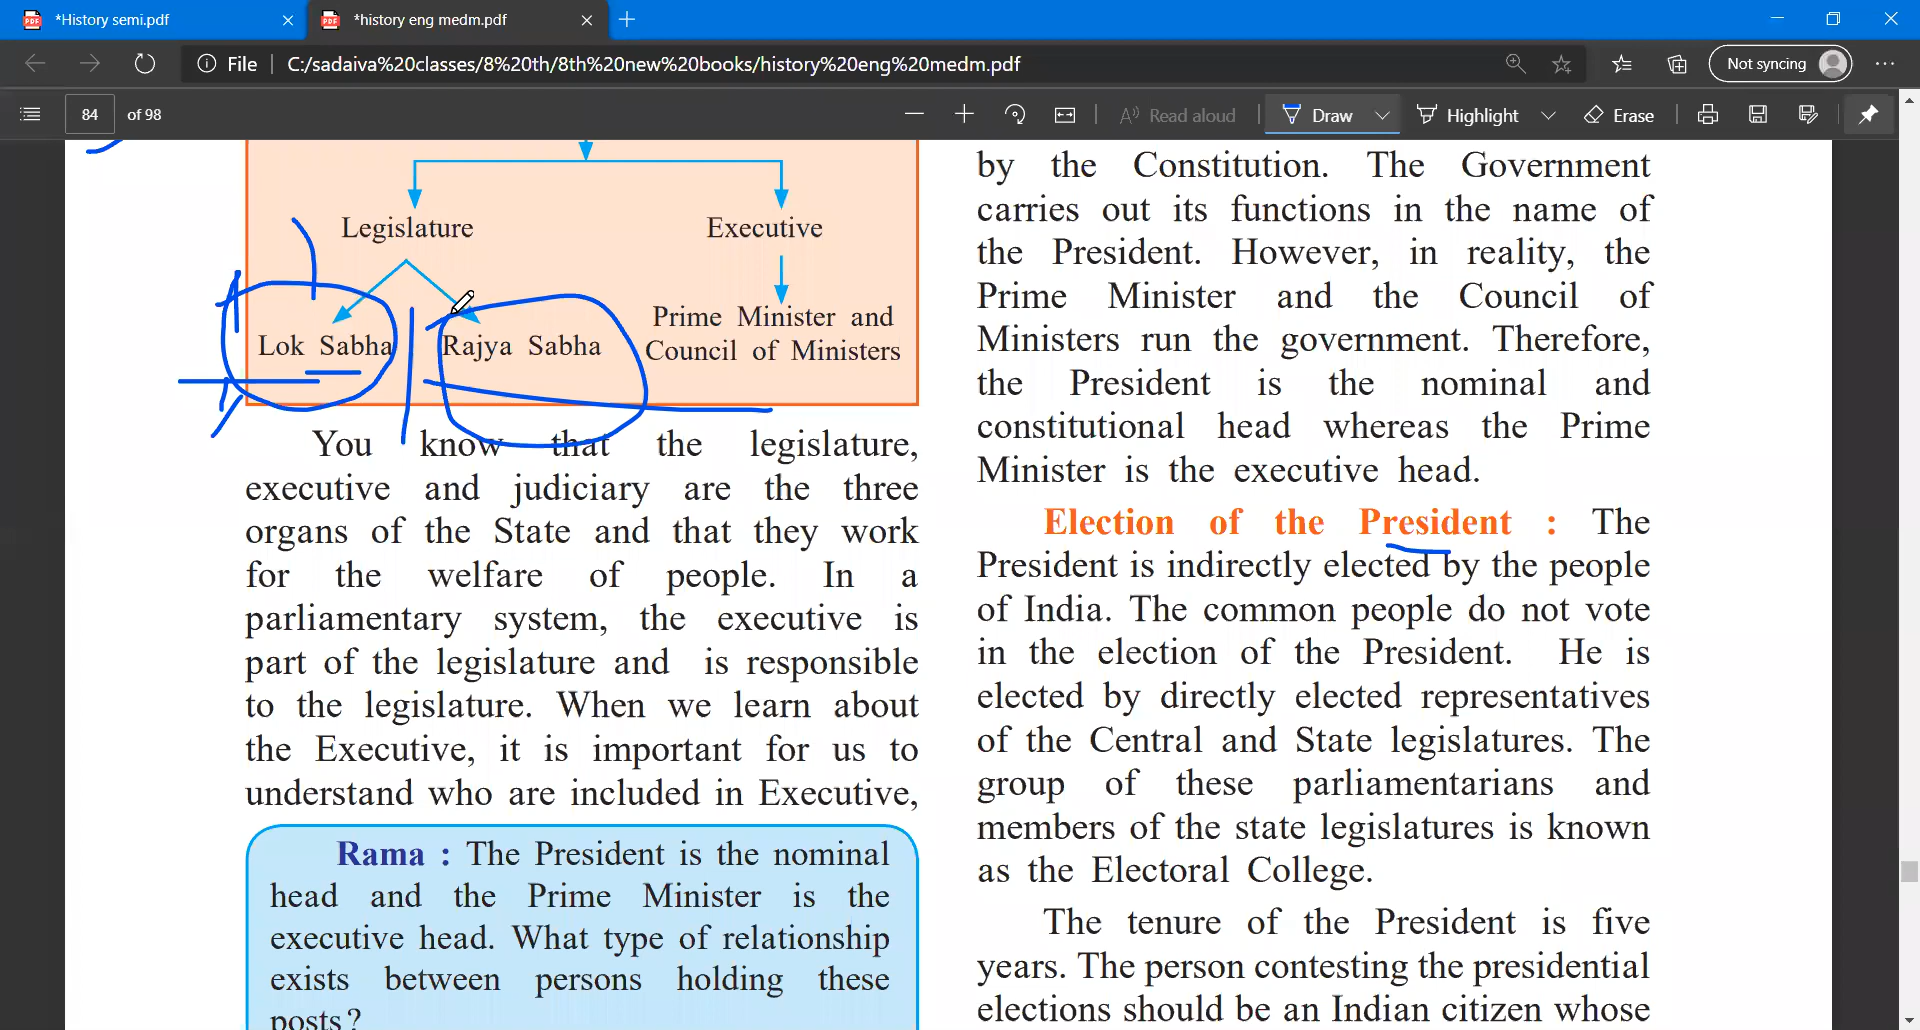 *History semi.pdf
*history eng medm.pdf
File
C:/sadaiva%20classes/8%20th/8th%20new%20books/history%20eng%20medm.pdf
Not syncing
84 of 98
Read aloud
Draw
Highlight
Erase
Legislature
Executive
Lok Sabha
Rajya Sabha
Prime Minister and
Council of Ministers
You know that the legislature,
executive and judiciary are the three
organs of the State and that they work
for the welfare of people. In a
parliamentary system, the executive is
part of the legislature and is responsible
to the legislature. When we learn about
the Executive, it is important for us to
understand who are included in Executive,
Rama : The President is the nominal
head and the Prime Minister is the
executive head. What type of relationship
exists between persons holding these
posts?
by the Constitution. The Government
carries out its functions in the name of
the President. However, in reality, the
Prime Minister and the Council of
Ministers run the government. Therefore,
the President is the nominal and
constitutional head whereas the Prime
Minister is the executive head.
Election of the President : The
President is indirectly elected by the people
of India. The common people do not vote
in the election of the President. He is
elected by directly elected representatives
of the Central and State legislatures. The
group of these parliamentarians and
members of the state legislatures is known
as the Electoral College.
The tenure of the President is five
years. The person contesting the presidential
elections should be an Indian citizen whose